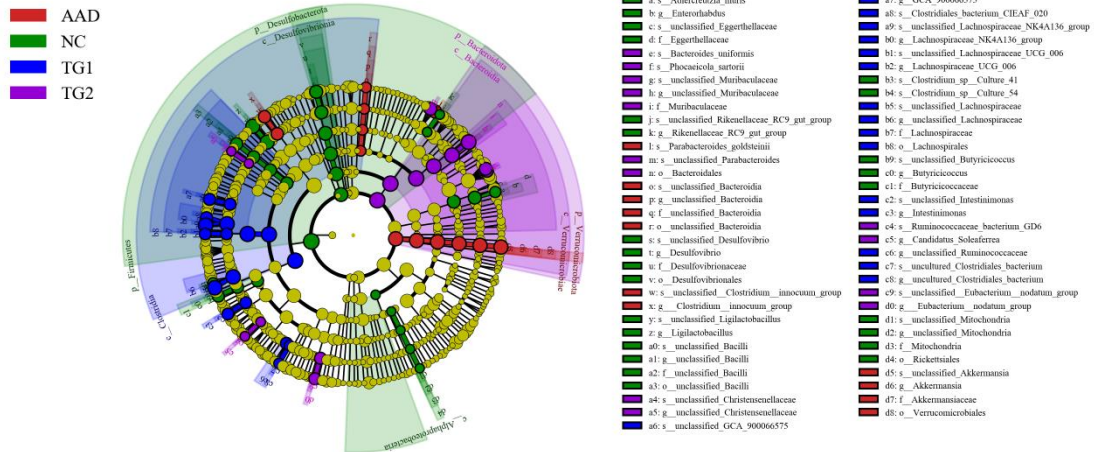 AAD
NC
TG1
TG2
p__Desulfobacterota
c__Desulfovibrionia
p__Bacteroidota
c__Bacteroidia
p__Verrucomicrobiota
c__Verrucomicrobiae
p__Firmicutes
c__Clostridia
c__Alphaproteobacteria
b: g__Enterorhabdus
c: s__unclassified_Eggerthellaceae
d: f__Eggerthellaceae
e: s__Bacteroides_uniformis
f: s__Phocaeicola_sartorii
g: s__unclassified_Muribaculaceae
h: g__unclassified_Muribaculaceae
i: f__Muribaculaceae
j: s__unclassified_Rikenellaceae_RC9_gut_group
k: g__Rikenellaceae_RC9_gut_group
l: s__Parabacteroides_goldsteinii
m: s__unclassified_Parabacteroides
n: o__Bacteroidales
o: s__unclassified_Bacteroidia
p: g__unclassified_Bacteroidia
q: f__unclassified_Bacteroidia
r: o__unclassified_Bacteroidia
s: s__unclassified_Desulfovibrio
t: g__Desulfovibrio
u: f__Desulfovibrionaceae
v: o__Desulfovibrionales
w: s__unclassified__Clostridium__innocuum_group
x: g__Clostridium__innocuum_group
y: s__unclassified_Ligilactobacillus
z: g__Ligilactobacillus
a0: s__unclassified_Bacilli
a1: g__unclassified_Bacilli
a2: f__unclassified_Bacilli
a3: o__unclassified_Bacilli
a4: s__unclassified_Christensenellaceae
a5: g__unclassified_Christensenellaceae
a6: s__unclassified_GCA_900066575
a7: g__GCA_900066575
a8: s__Clostridiales_bacterium_CIEAF_020
a9: s__unclassified_Lachnospiraceae_NK4A136_group
b0: g__Lachnospiraceae_NK4A136_group
b1: s__unclassified_Lachnospiraceae_UCG_006
b2: g__Lachnospiraceae_UCG_006
b3: s__Clostridium_sp__Culture_41
b4: s__Clostridium_sp__Culture_54
b5: s__unclassified_Lachnospiraceae
b6: g__unclassified_Lachnospiraceae
b7: f__Lachnospiraceae
b8: o__Lachnospirales
b9: s__unclassified_Butyricicoccus
c0: g__Butyricicoccus
c1: f__Butyricicoccaceae
c2: s__unclassified_Intestinimonas
c3: g__Intestinimonas
c4: s__Ruminococcaceae_bacterium_GD6
c5: g__Candidatus_Soleaferrea
c6: g__unclassified_Ruminococcaceae
c7: s__uncultured_Clostridiales_bacterium
c8: g__uncultured_Clostridiales_bacterium
c9: s__unclassified__Eubacterium__nodatum_group
d0: g__Eubacterium__nodatum_group
d1: s__unclassified_Mitochondria
d2: g__unclassified_Mitochondria
d3: f__Mitochondria
d4: o__Rickettsiales
d5: s__unclassified_Akkermansia
d6: g__Akkermansia
d7: f__Akkermansiaceae
d8: o__Verrucomicrobiales